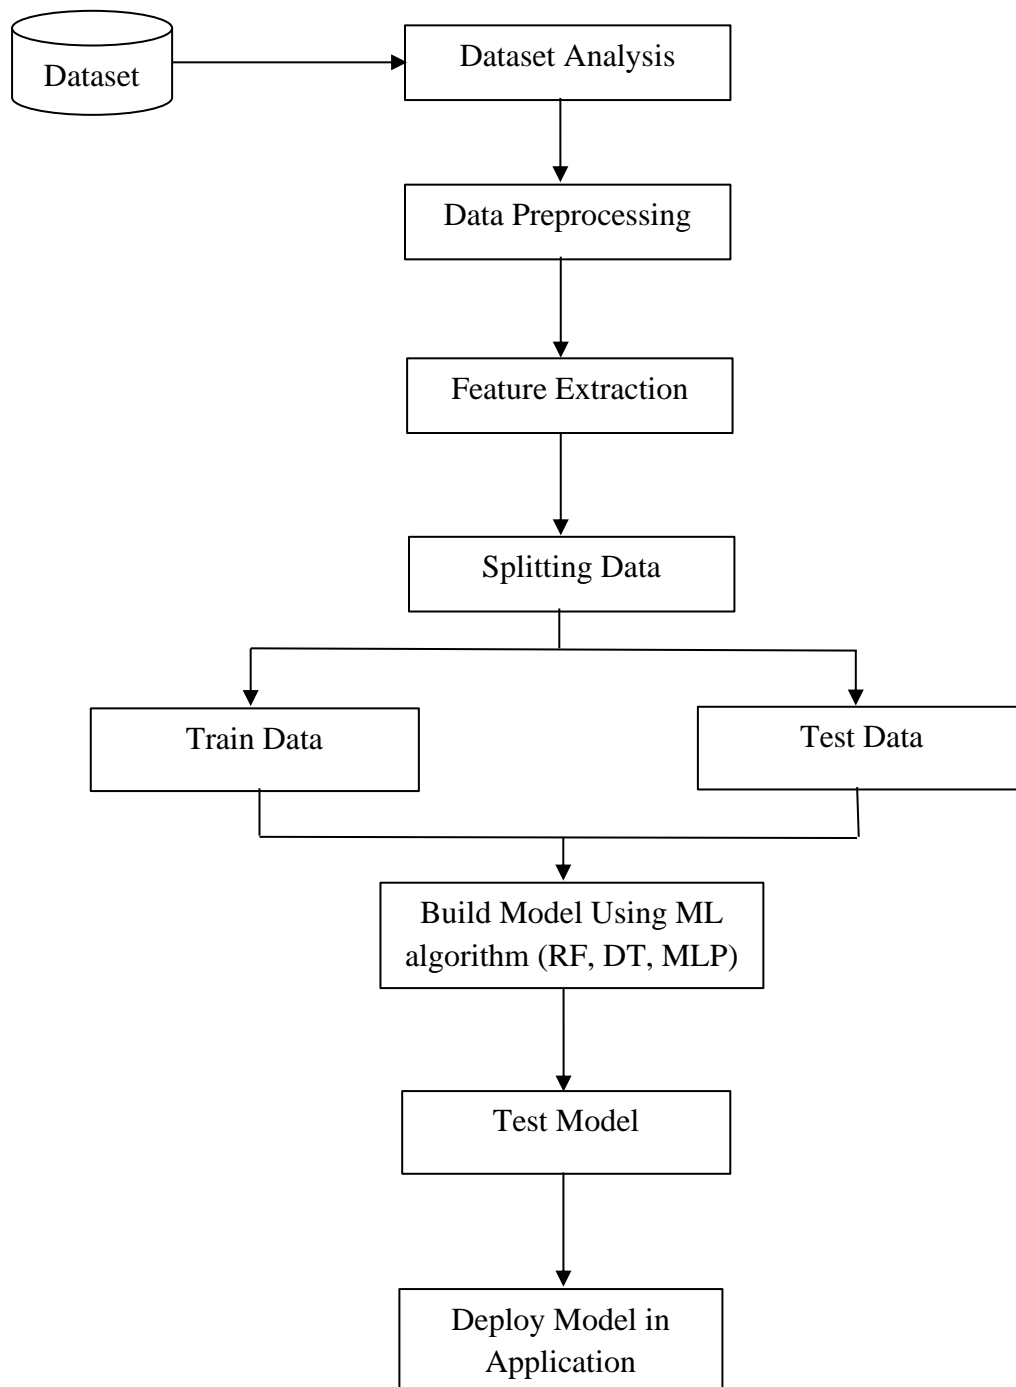 Dataset
Dataset Analysis
Data Preprocessing
Feature Extraction
Splitting Data
Train Data
Test Data
Build Model Using ML
algorithm (RF, DT, MLP)
Test Model
Deploy Model in
Application